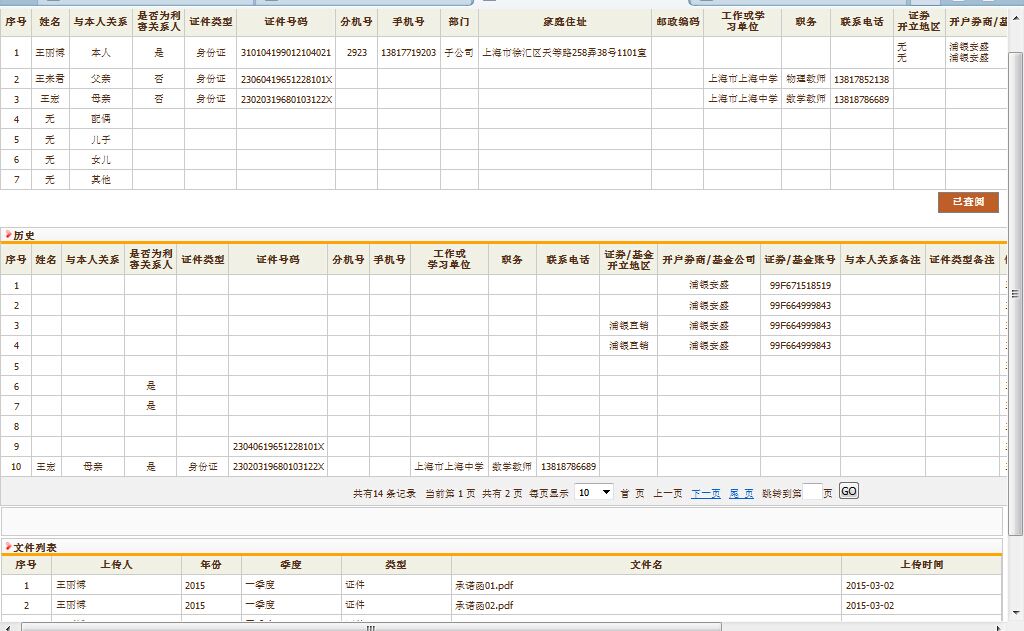 序号 姓名 与本人关系 是否为利害关系人 证件类型 证件号码 分机号 手机号 部门 家庭住址 邮政编码 工作或学习单位 职务 联系电话 证券开立地区 开户券商/基
1 王丽娜 本人 是 身份证 310104199012104021 2923 13817719203 子公司 上海市徐汇区天等路258弄38号1101室 无 浦银安盛
无 浦银安盛
2 王来君 父亲 否 身份证 23060419651228101X 上海市上海中学 物理教师 13817852138
3 王宏 母亲 否 身份证 23020319680103122X 上海市上海中学 数学教师 13818786689
4 无 配偶
5 无 儿子
6 无 女儿
7 无 其他
已查阅
历史
序号 姓名 与本人关系 是否为利害关系人 证件类型 证件号码 分机号 手机号 工作或学习单位 职务 联系电话 证券/基金开立地区 开户券商/基金公司 证券/基金账号 与本人关系备注 证件类型备注
1 浦银安盛 99F671518519
2 浦银安盛 99F664999843
3 浦银直销 浦银安盛 99F664999843
4 浦银直销 浦银安盛 99F664999843
5
6 是
7 是
8
9 23040619651228101X
10 王宏 母亲 是 身份证 23020319680103122X 上海市上海中学 数学教师 13818786689
共有14 条记录 当前第 1 页 共有 2 页 每页显示 10 首 页 上一页 下一页 尾 页 跳转到第 页 GO
文件列表
序号 上传人 年份 季度 类型 文件名 上传时间
1 王丽娜 2015 一季度 证件 承诺函01.pdf 2015-03-02
2 王丽娜 2015 一季度 证件 承诺函02.pdf 2015-03-02